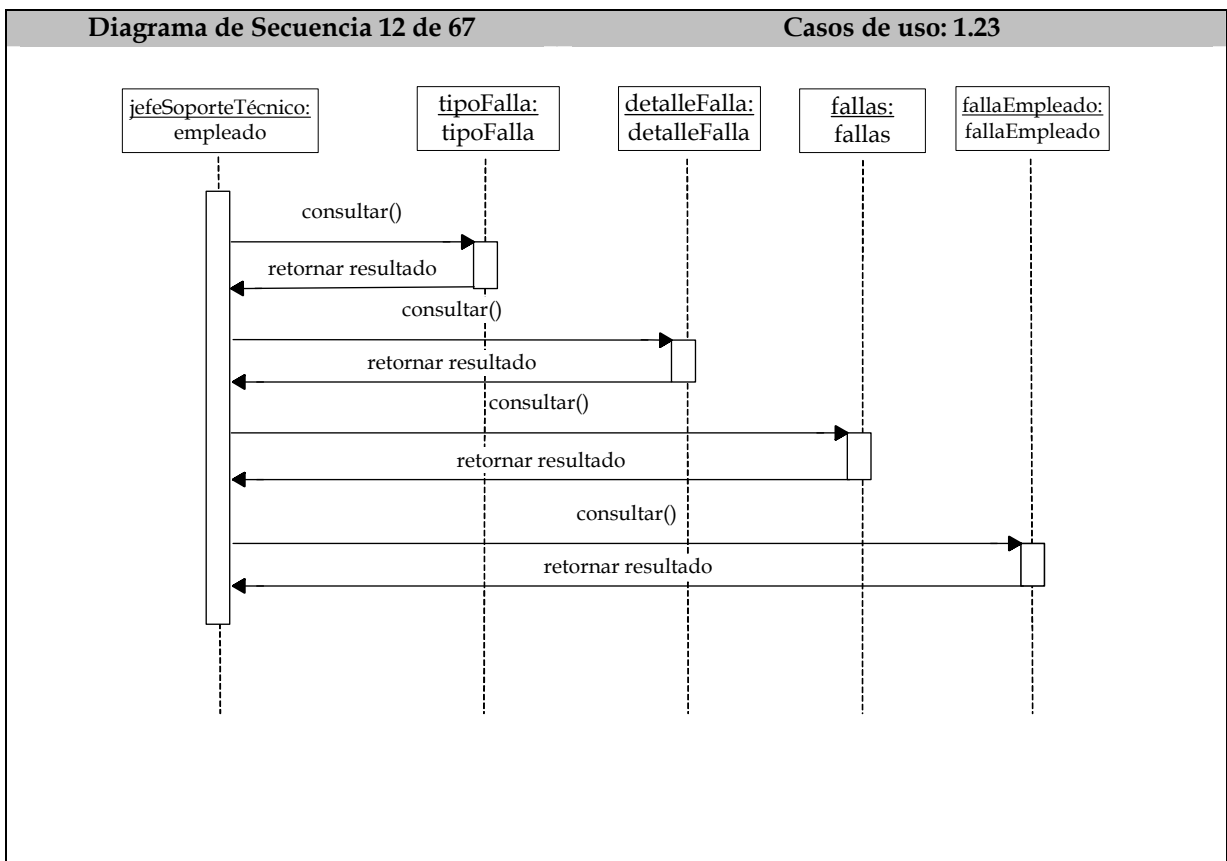 Diagrama de Secuencia 12 de 67
Casos de uso: 1.23
jefeSoporteTécnico:
empleado
tipoFalla:
tipoFalla
detalleFalla:
detalleFalla
fallas:
fallas
fallaEmpleado:
fallaEmpleado
consultar()
retornar resultado
consultar()
retornar resultado
consultar()
retornar resultado
consultar()
retornar resultado